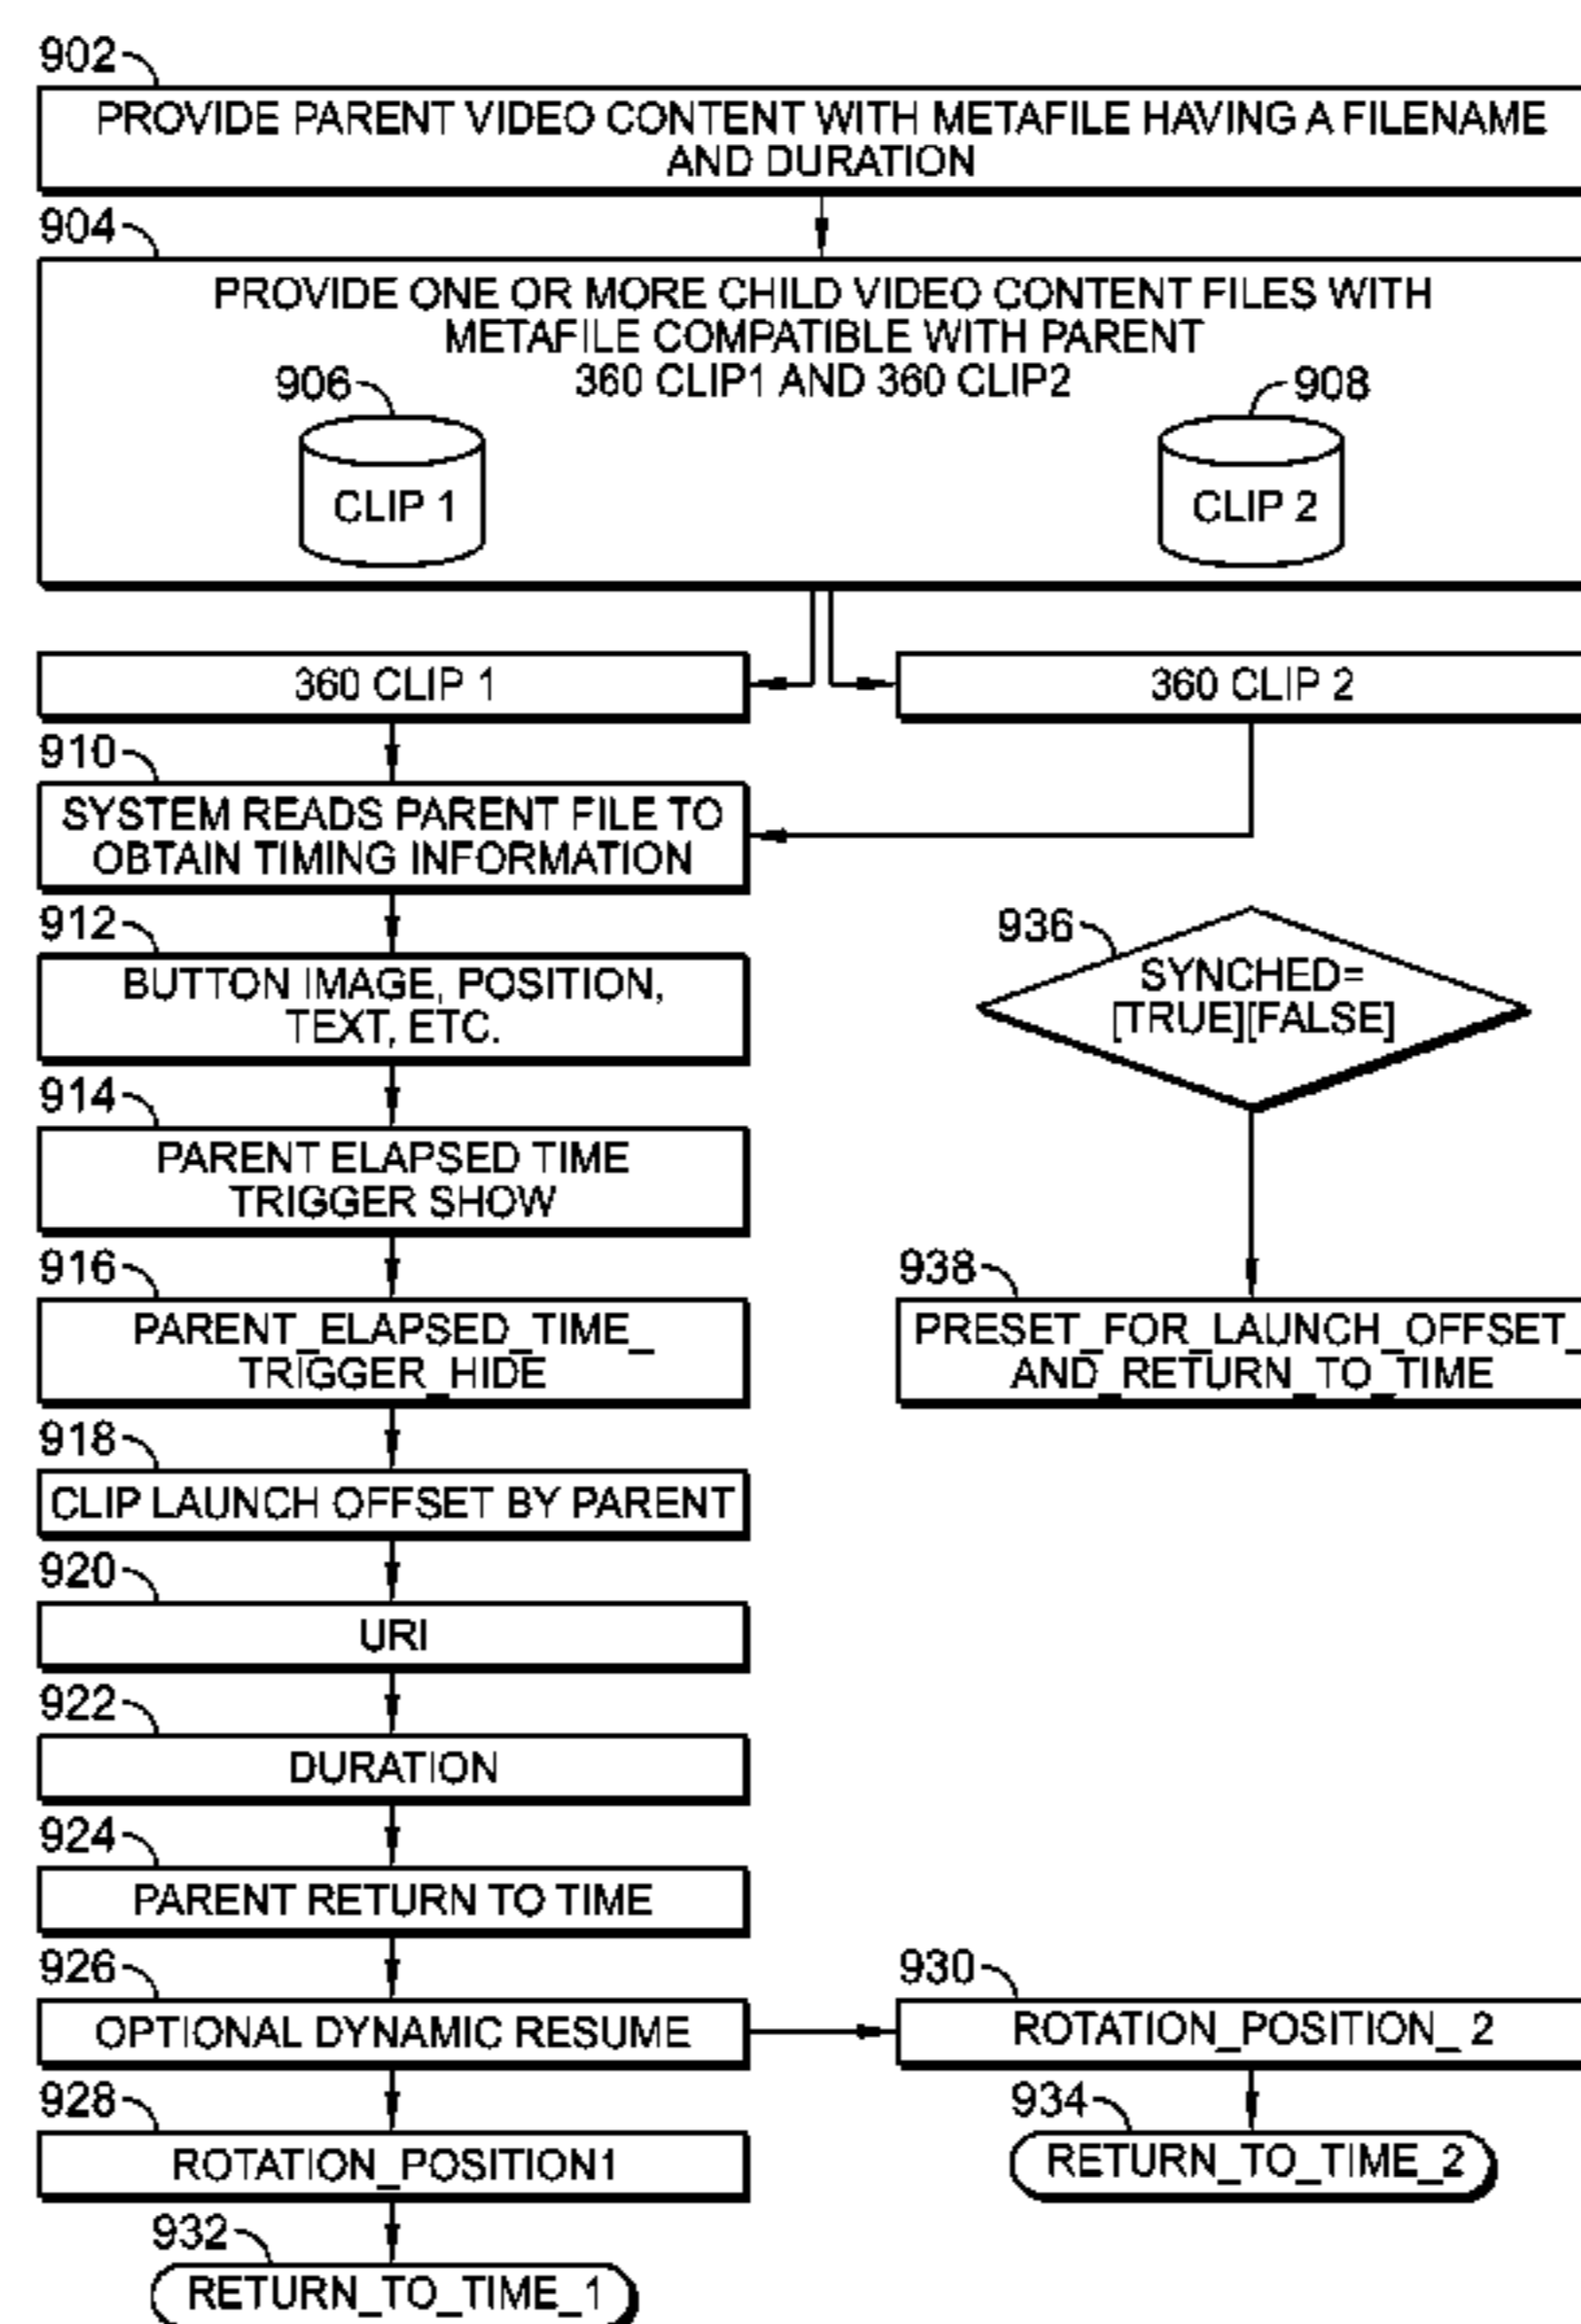 902
PROVIDE PARENT VIDEO CONTENT WITH METAFILE HAVING A FILENAME
AND DURATION
904
PROVIDE ONE OR MORE CHILD VIDEO CONTENT FILES WITH
METAFILE COMPATIBLE WITH PARENT
360 CLIP1 AND 360 CLIP2
906
908
CLIP 1
CLIP 2
360 CLIP 1
360 CLIP 2
910
SYSTEM READS PARENT FILE TO
OBTAIN TIMING INFORMATION
912
BUTTON IMAGE, POSITION,
TEXT, ETC.
936
SYNCHED=
[TRUE][FALSE]
914
PARENT ELAPSED TIME
TRIGGER SHOW
916
PARENT_ELAPSED_TIME_
TRIGGER_HIDE
938
PRESET_FOR_LAUNCH_OFFSET_
AND_RETURN_TO_TIME
918
CLIP LAUNCH OFFSET BY PARENT
920
URI
922
DURATION
924
PARENT RETURN TO TIME
926
OPTIONAL DYNAMIC RESUME
930
ROTATION_POSITION_ 2
928
ROTATION_POSITION1
934
RETURN_TO_TIME_2
932
RETURN_TO_TIME_1